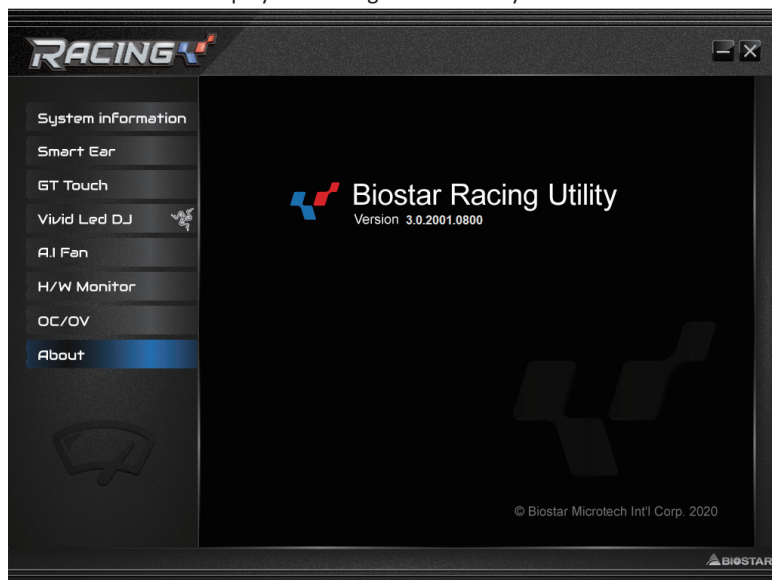 RACING
System information
Smart Ear
GT Touch
Vivid Led DJ
A.I Fan
H/W Monitor
OC/OV
About
Biostar Racing Utility
Version 3.0.2001.0800
© Biostar Microtech Int'l Corp. 2020
BIOSTAR